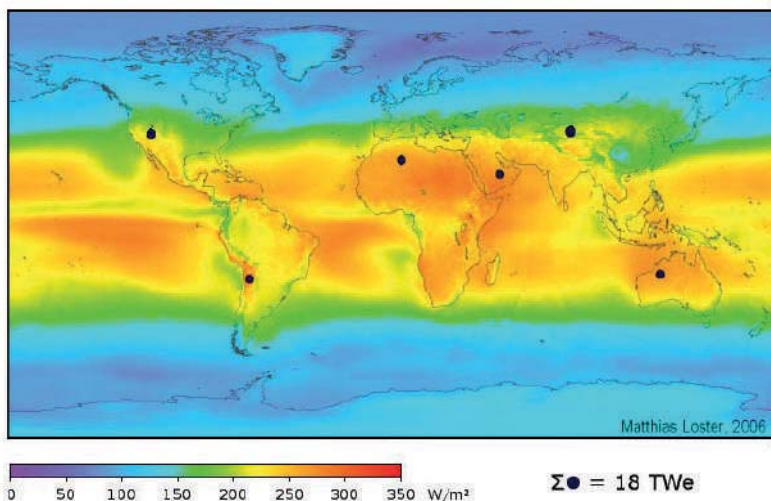 Matthias Loster, 2006
0 50 100 150 200 250 300 350 W/m²
Σ● = 18 TWe